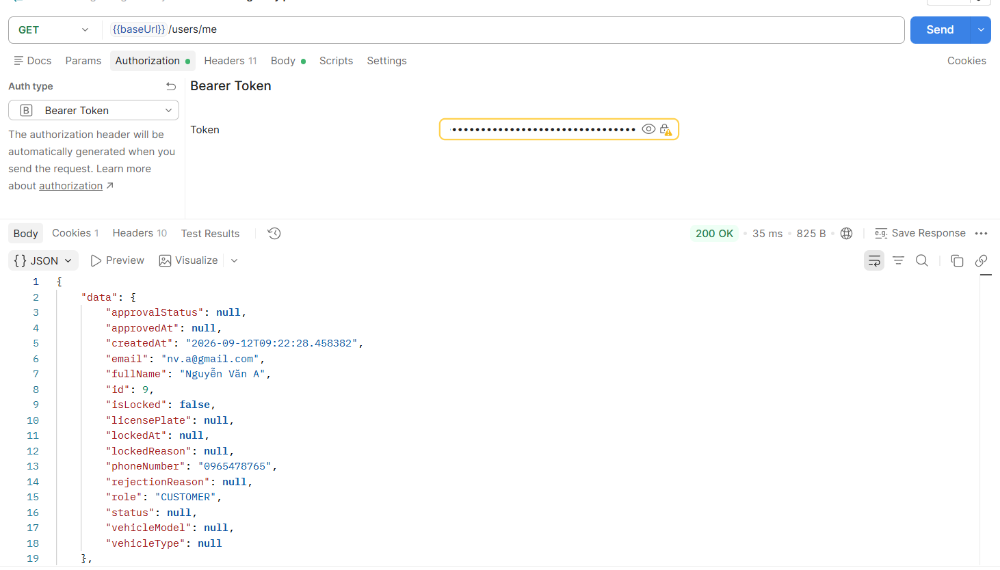 GET {{baseUrl}} /users/me Send
Docs Params Authorization Headers 11 Body Scripts Settings Cookies
Auth type
B Bearer Token
The authorization header will be
automatically generated when you
send the request. Learn more
about authorization ↗
Bearer Token
Token ••••••••••••••••••••••••••••••••
Body Cookies 1 Headers 10 Test Results 200 OK • 35 ms • 825 B • e.g. Save Response •••
{} JSON Preview Visualize
1 {
2 "data": {
3 "approvalStatus": null,
4 "approvedAt": null,
5 "createdAt": "2026-09-12T09:22:28.458382",
6 "email": "nv.a@gmail.com",
7 "fullName": "Nguyễn Văn A",
8 "id": 9,
9 "isLocked": false,
10 "licensePlate": null,
11 "lockedAt": null,
12 "lockedReason": null,
13 "phoneNumber": "0965478765",
14 "rejectionReason": null,
15 "role": "CUSTOMER",
16 "status": null,
17 "vehicleModel": null,
18 "vehicleType": null
19 },